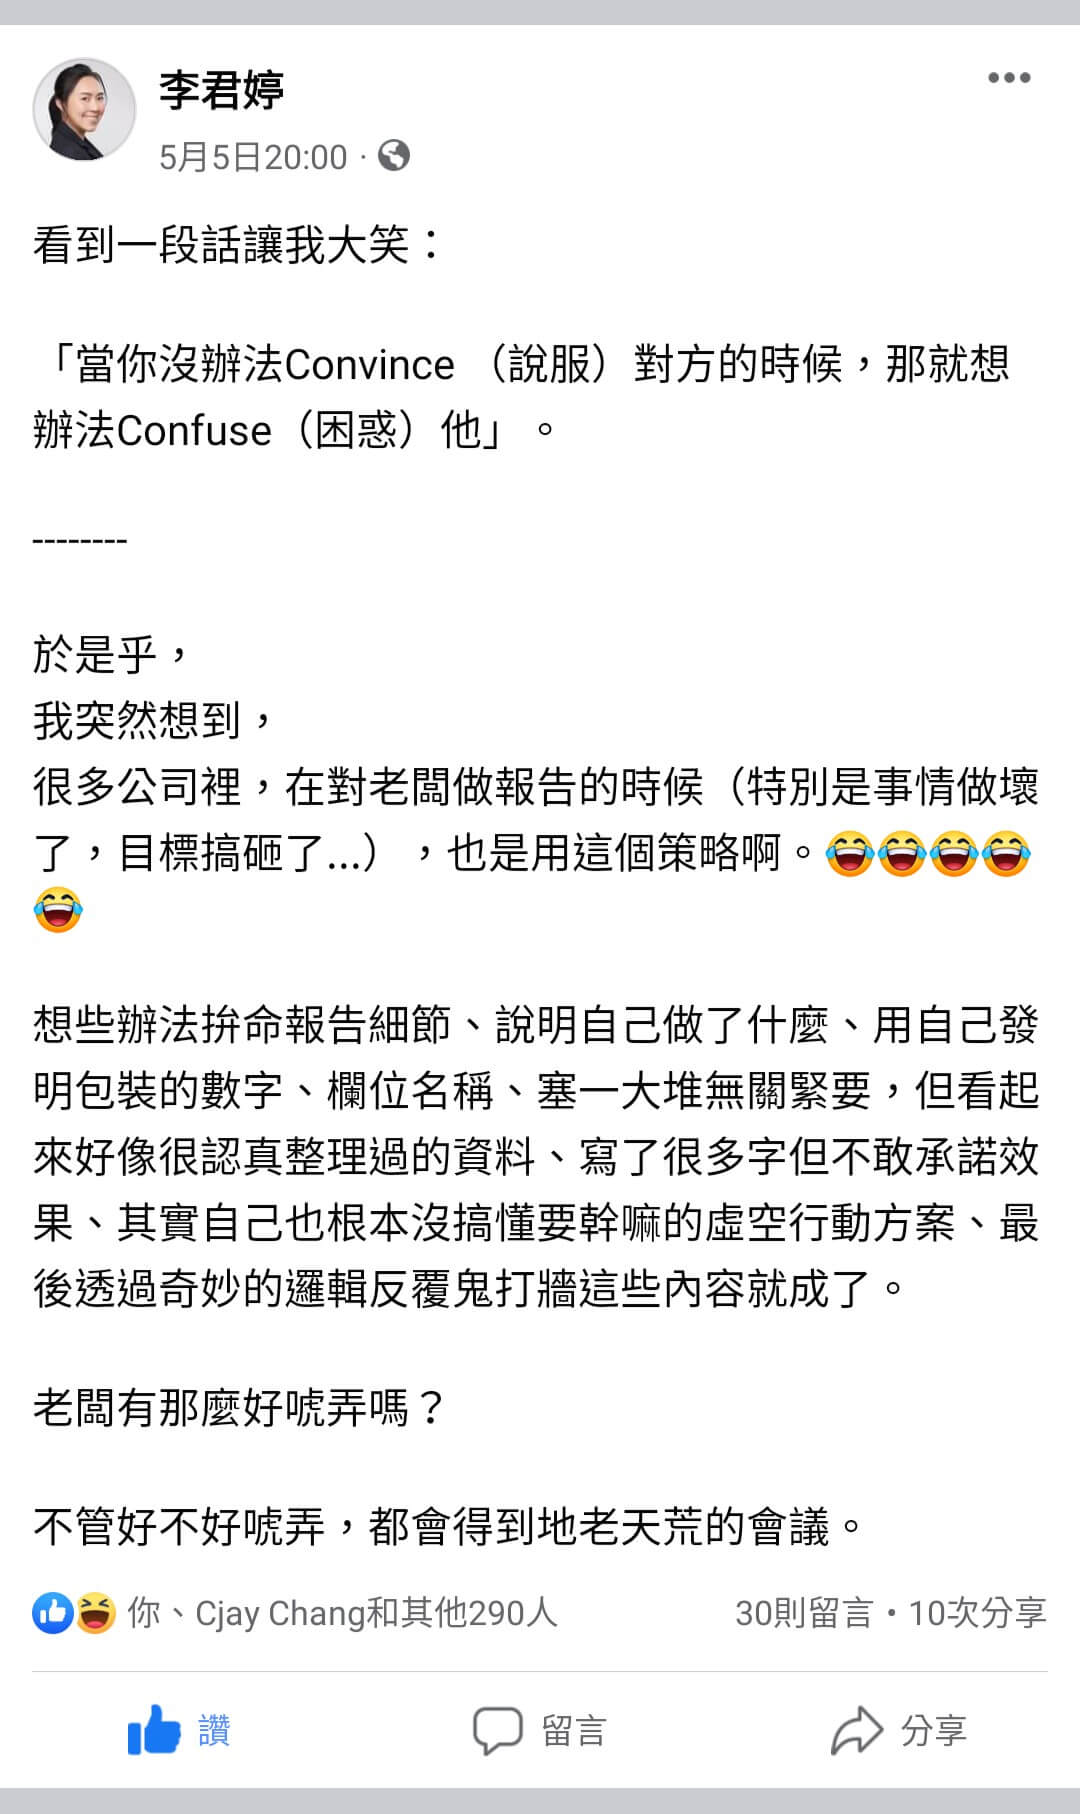 李君婷
5月5日20:00 ·
看到一段話讓我大笑：
「當你沒辦法Convince （說服）對方的時候，那就想
辦法Confuse（困惑）他」。
--------
於是乎，
我突然想到，
很多公司裡，在對老闆做報告的時候（特別是事情做壞
了，目標搞砸了...），也是用這個策略啊。😂😂😂😂
😂
想些辦法拚命報告細節、說明自己做了什麼、用自己發
明包裝的數字、欄位名稱、塞一大堆無關緊要，但看起
來好像很認真整理過的資料、寫了很多字但不敢承諾效
果、其實自己也根本沒搞懂要幹嘛的虛空行動方案、最
後透過奇妙的邏輯反覆鬼打牆這些內容就成了。
老闆有那麼好唬弄嗎？
不管好不好唬弄，都會得到地老天荒的會議。
你、Cjay Chang和其他290人 30則留言 • 10次分享
讚 留言 分享